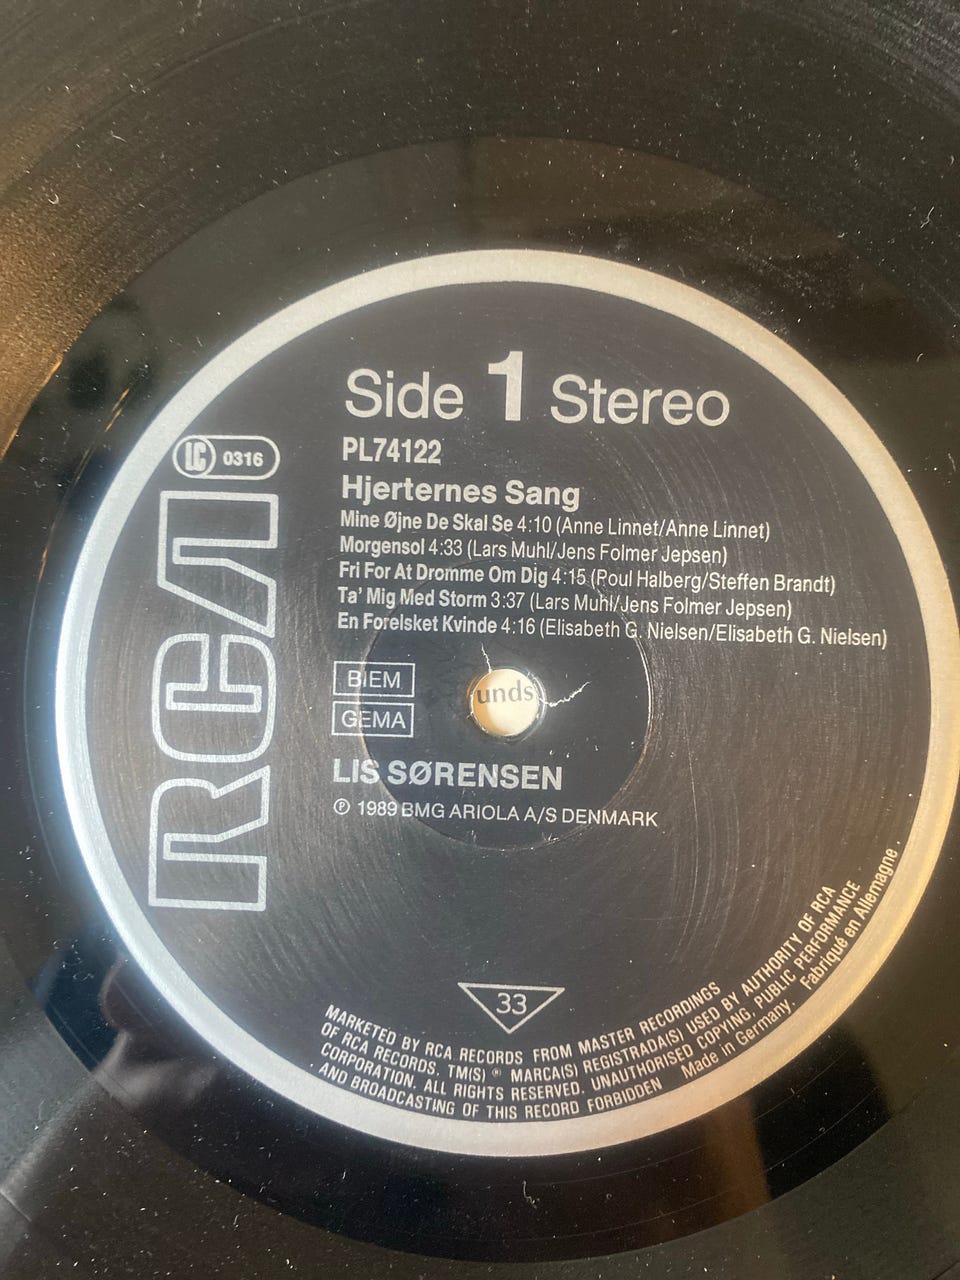 Side 1 Stereo
LC 0316
PL74122
Hjerternes Sang
Mine Øjne De Skal Se 4:10 (Anne Linnet/Anne Linnet)
Morgensol 4:33 (Lars Muhl/Jens Folmer Jepsen)
Fri For At Dromme Om Dig 4:15 (Poul Halberg/Steffen Brandt)
Ta' Mig Med Storm 3:37 (Lars Muhl/Jens Folmer Jepsen)
En Forelsket Kvinde 4:16 (Elisabeth G. Nielsen/Elisabeth G. Nielsen)
RCA
BIEM
GEMA
unds
LIS SØRENSEN
℗ 1989 BMG ARIOLA A/S DENMARK
33
MARKETED BY RCA RECORDS FROM MASTER RECORDINGS
OF RCA RECORDS, TM(S) ® MARCA(S) REGISTRADA(S) USED BY AUTHORITY OF RCA
CORPORATION. ALL RIGHTS RESERVED. UNAUTHORISED COPYING, PUBLIC PERFORMANCE
AND BROADCASTING OF THIS RECORD FORBIDDEN Made in Germany. Fabriqué en Allemagne.